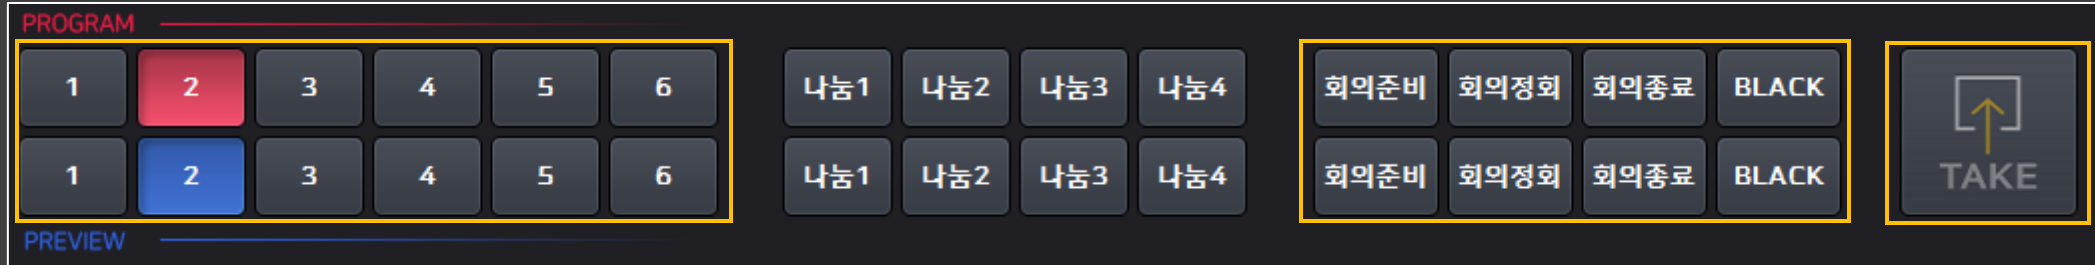 PROGRAM
1 2 3 4 5 6 나눔1 나눔2 나눔3 나눔4 회의준비 회의정회 회의종료 BLACK
1 2 3 4 5 6 나눔1 나눔2 나눔3 나눔4 회의준비 회의정회 회의종료 BLACK TAKE
PREVIEW